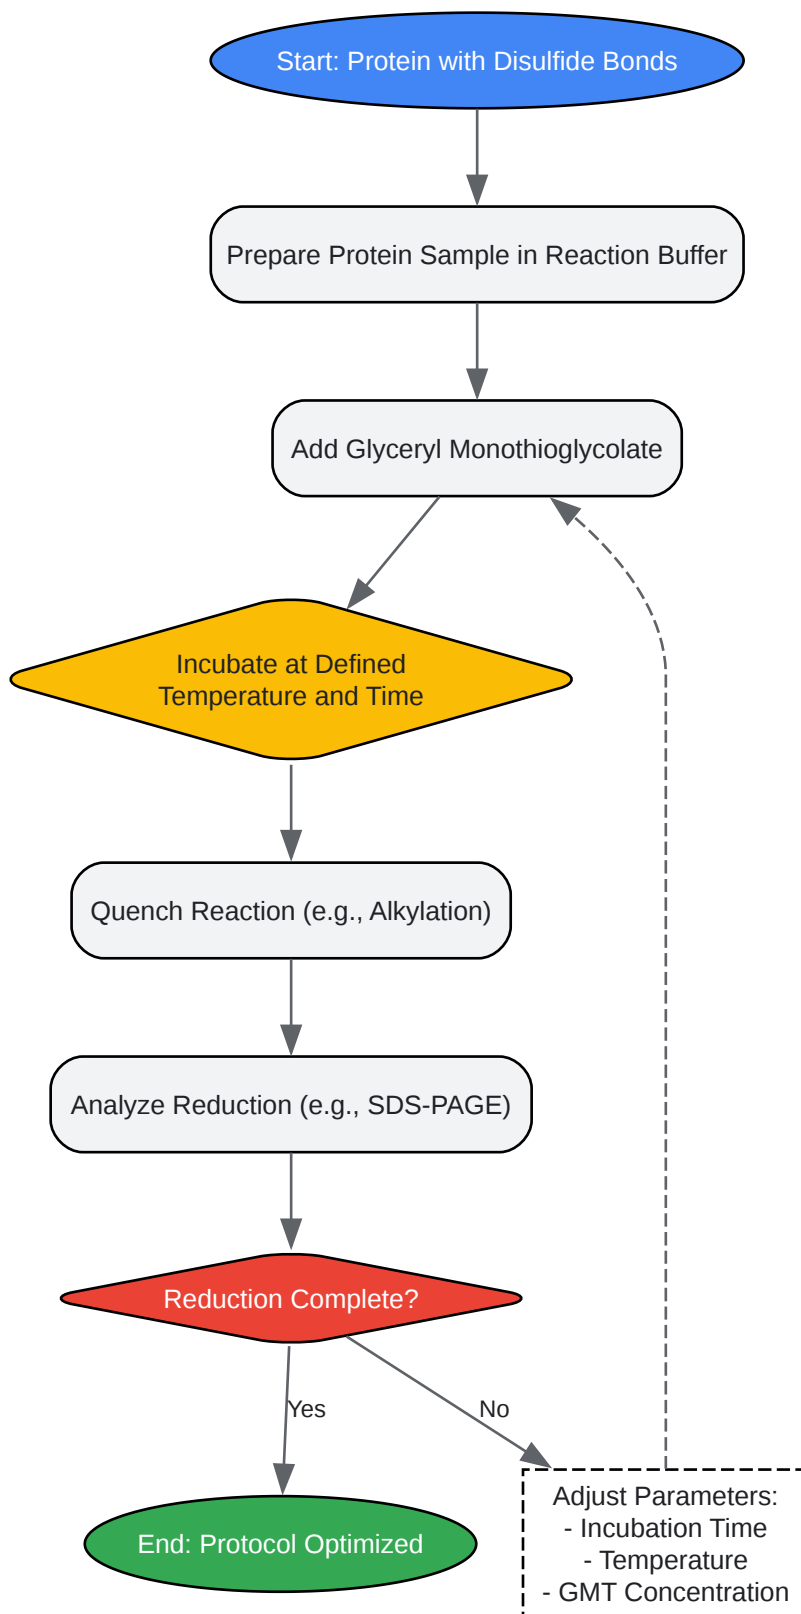 Start: Protein with Disulfide Bonds
Prepare Protein Sample in Reaction Buffer
Add Glyceryl Monothioglycolate
Incubate at Defined
Temperature and Time
Quench Reaction (e.g., Alkylation)
Analyze Reduction (e.g., SDS-PAGE)
Reduction Complete?
Yes
No
End: Protocol Optimized
Adjust Parameters:
- Incubation Time
- Temperature
- GMT Concentration